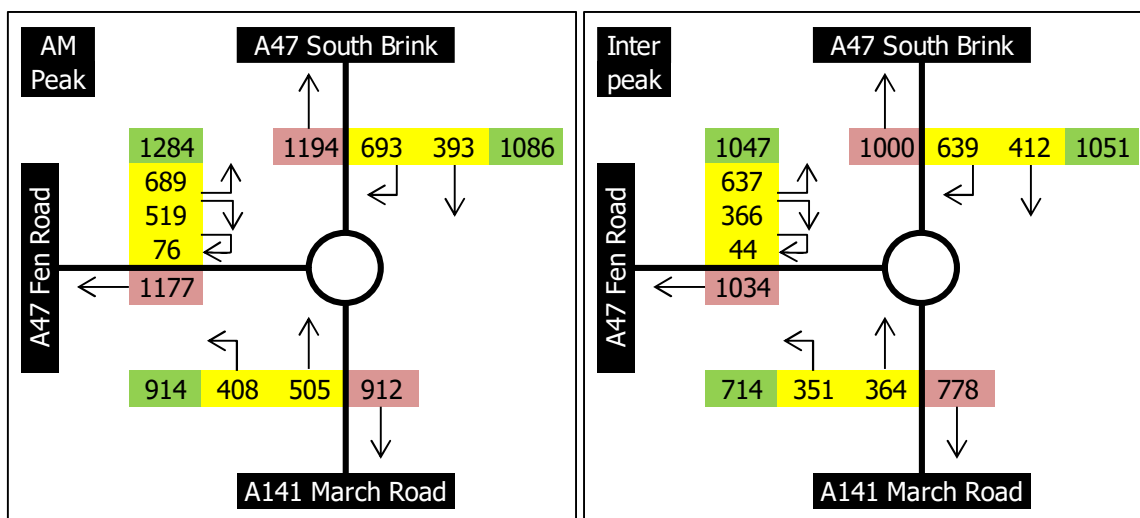 AM
Peak
A47 South Brink
1194 693 393 1086
1284
689
519
76
1177
A47 Fen Road
914 408 505 912
A141 March Road
Inter
peak
A47 South Brink
1000 639 412 1051
1047
637
366
44
1034
A47 Fen Road
714 351 364 778
A141 March Road